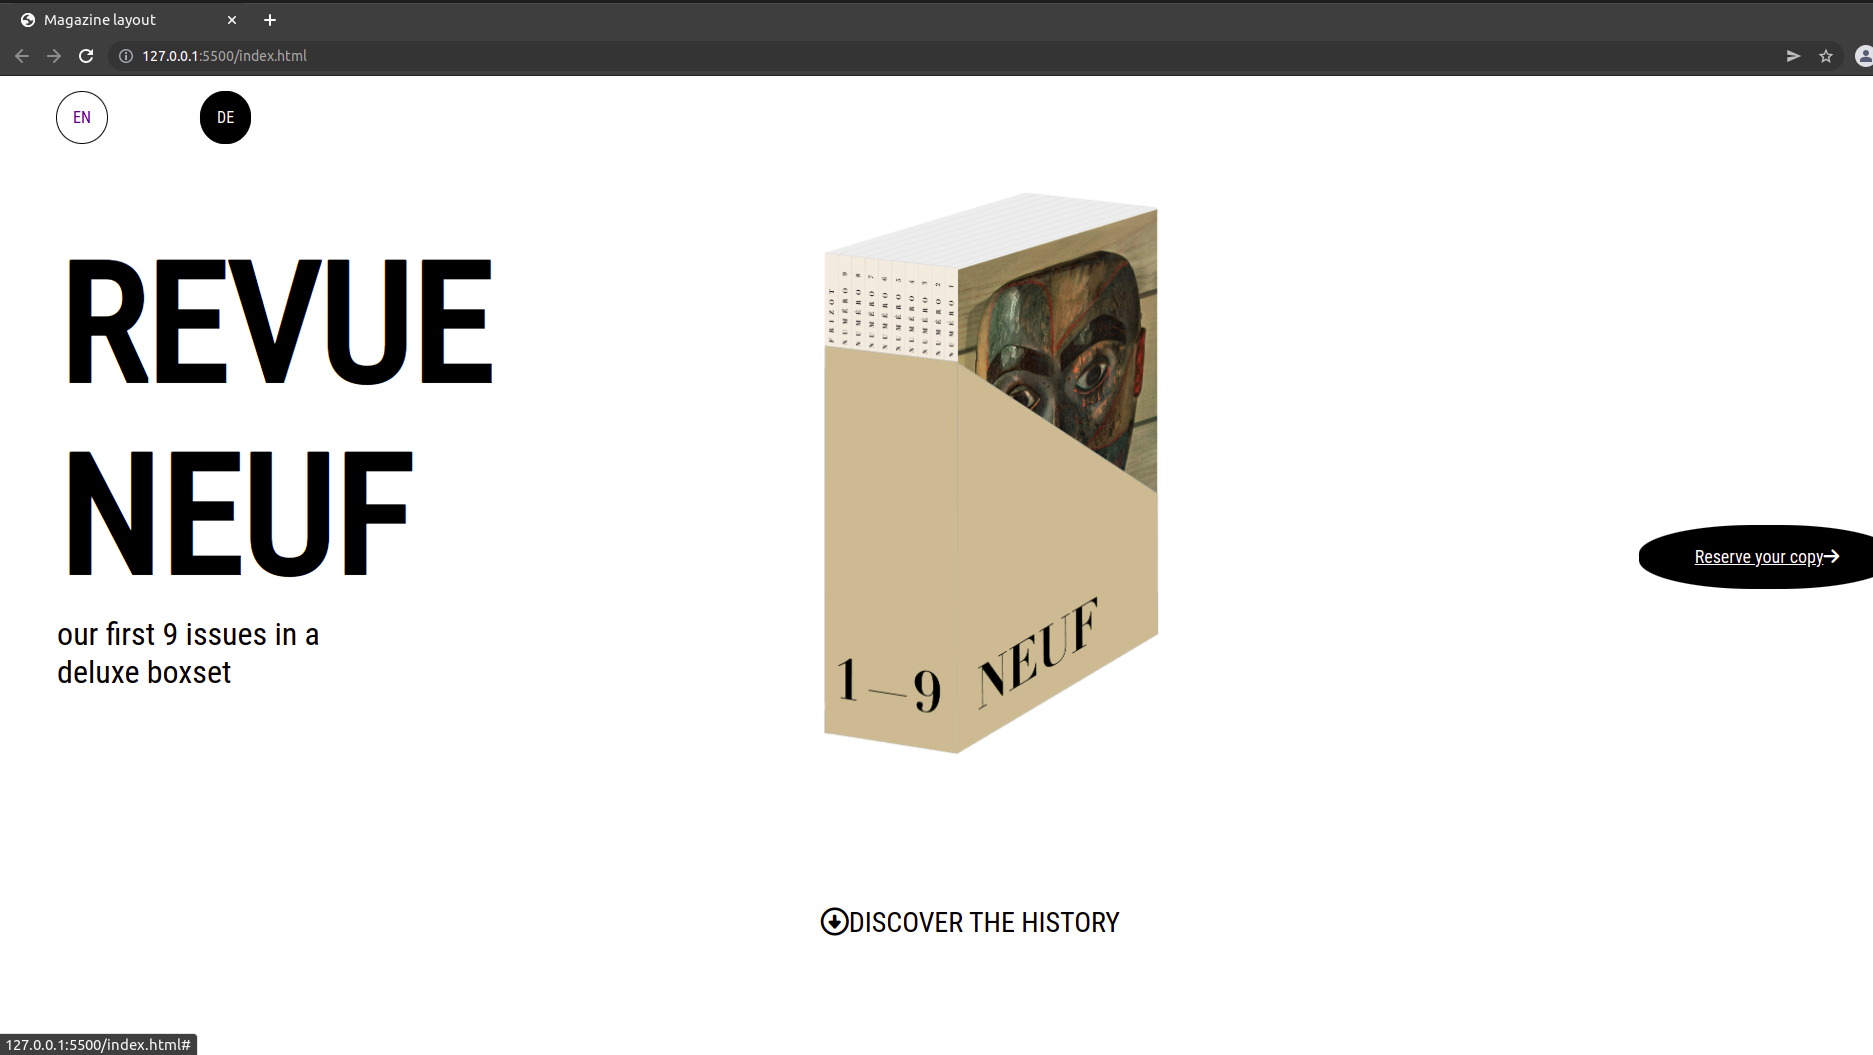 Magazine layout
127.0.0.1:5500/index.html
EN
DE
REVUE
NEUF
our first 9 issues in a
deluxe boxset
FRIZOT
NUMÉRO 9
NUMÉRO 8
NUMÉRO 7
NUMÉRO 6
NUMÉRO 5
NUMÉRO 4
NUMÉRO 3
NUMÉRO 2
NUMÉRO 1
1—9
NEUF
Reserve your copy
DISCOVER THE HISTORY
127.0.0.1:5500/index.html#